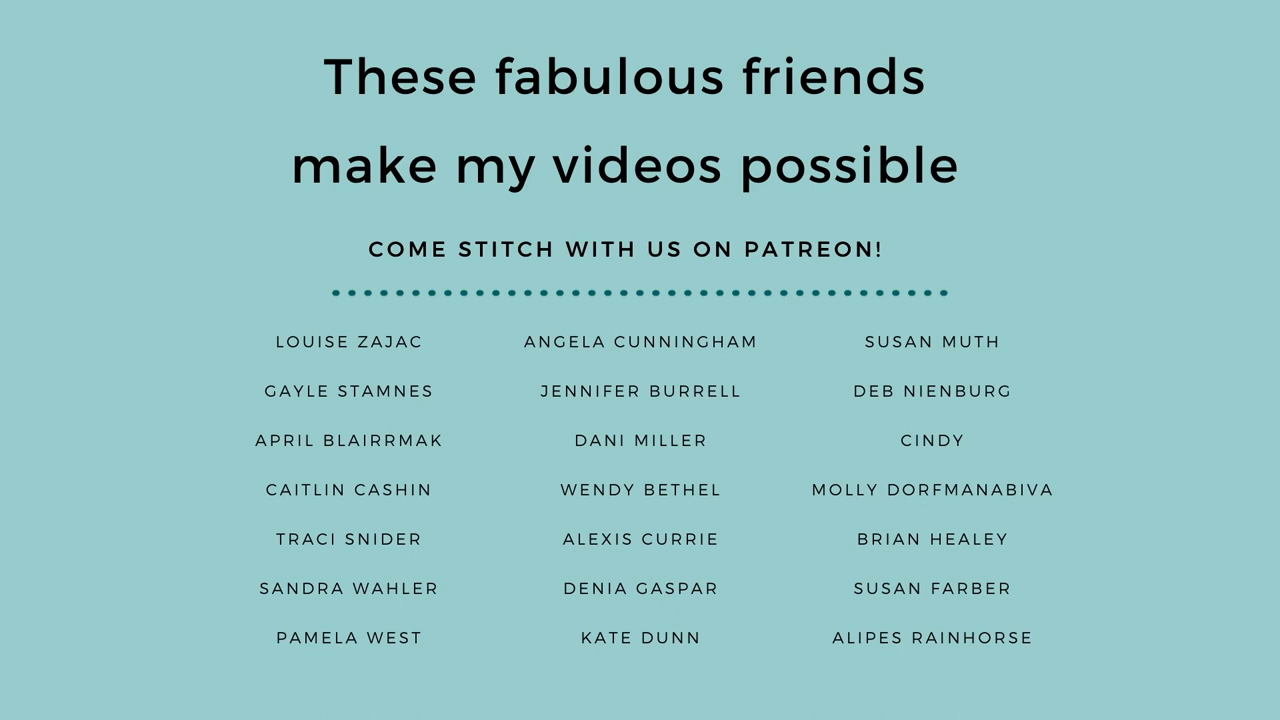 These fabulous friends
make my videos possible
COME STITCH WITH US ON PATREON!
LOUISE ZAJAC
GAYLE STAMNES
APRIL BLAIRRMAK
CAITLIN CASHIN
TRACI SNIDER
SANDRA WAHLER
PAMELA WEST
ANGELA CUNNINGHAM
JENNIFER BURRELL
DANI MILLER
WENDY BETHEL
ALEXIS CURRIE
DENIA GASPAR
KATE DUNN
SUSAN MUTH
DEB NIENBURG
CINDY
MOLLY DORFMANABIVA
BRIAN HEALEY
SUSAN FARBER
ALIPES RAINHORSE